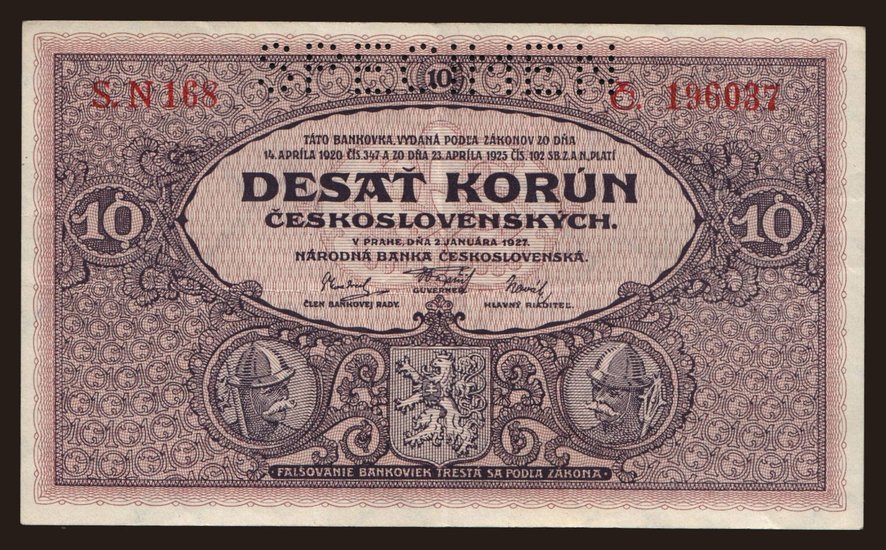 SPECIMEN
10
S. N 168
Č. 196037
TÁTO BANKOVKA, VYDANÁ PODĽA ZÁKONOV ZO DŇA
14. APRÍLA 1920 ČÍS. 347 A ZO DŇA 23. APRÍLA 1925 ČÍS. 102 SB. Z. A N., PLATÍ
DESAŤ KORÚN
ČESKOSLOVENSKÝCH.
V PRAHE, DŇA 2. JANUÁRA 1927.
NÁRODNÁ BANKA ČESKOSLOVENSKÁ.
10
10
ČLEN BANKOVEJ RADY.
GUVERNÉR
HLAVNÝ RIADITEĽ.
FALŠOVANIE BANKOVIEK TRESTÁ SA PODĽA ZÁKONA